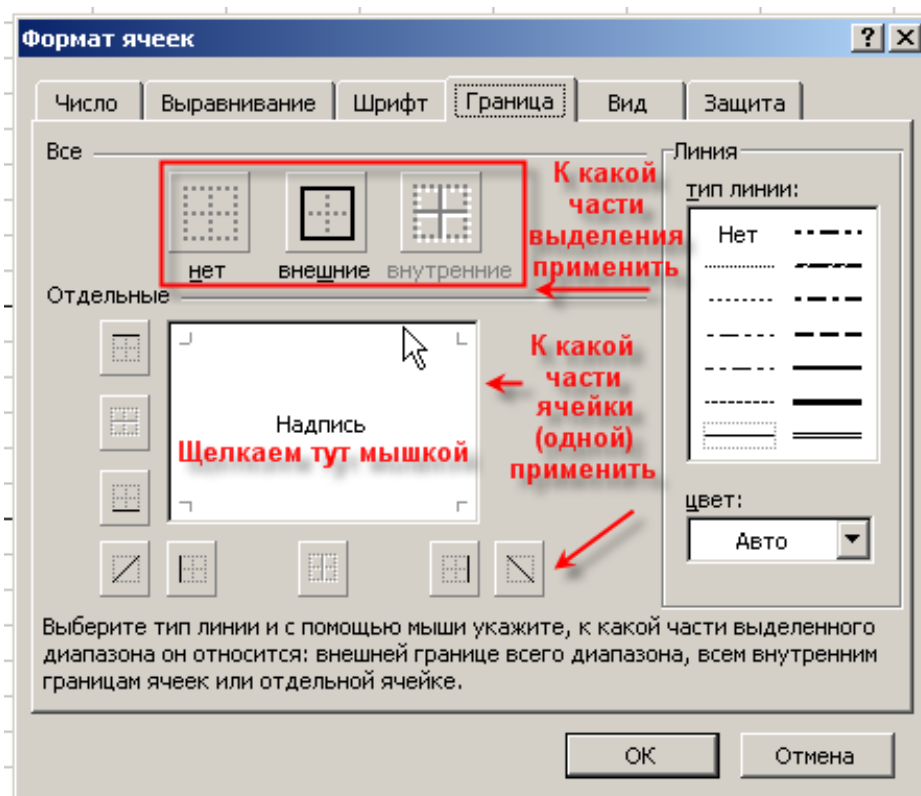 Формат ячеек
Число Выравнивание Шрифт Граница Вид Защита
Все
нет внешние внутренние
К какой
части
выделения
применить
Линия
тип линии:
Нет
Отдельные
Надпись
Щелкаем тут мышкой
К какой
части
ячейки
(одной)
применить
цвет:
Авто
Выберите тип линии и с помощью мыши укажите, к какой части выделенного
диапазона он относится: внешней границе всего диапазона, всем внутренним
границам ячеек или отдельной ячейке.
ОК Отмена